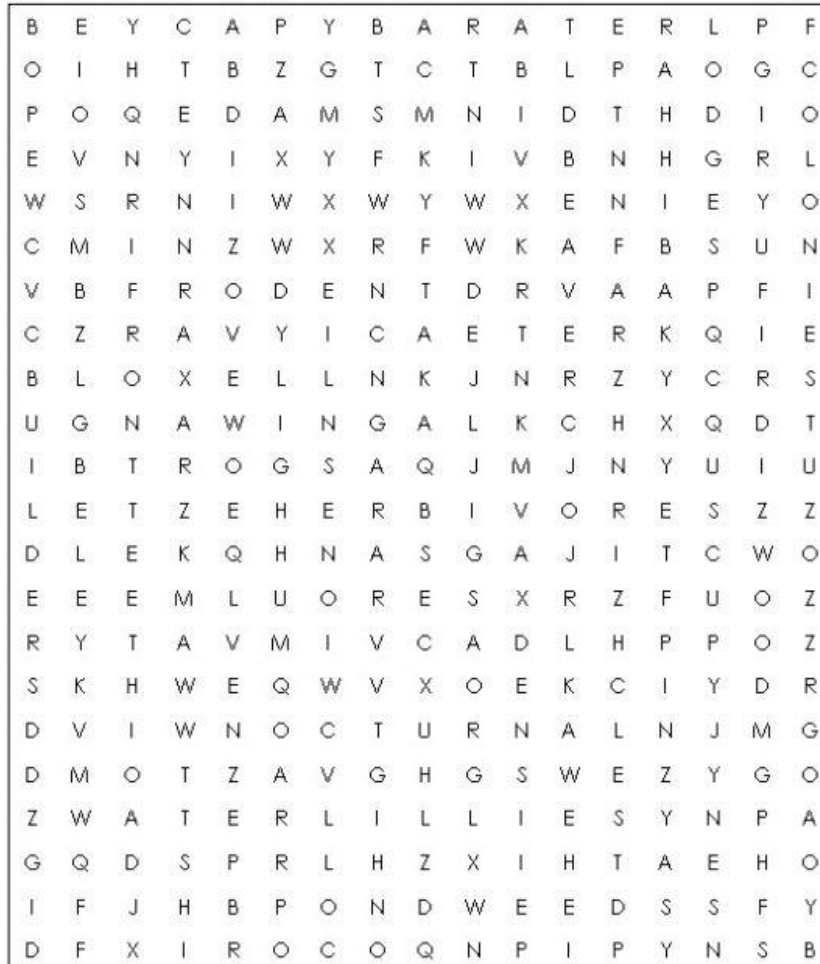 B E Y C A P Y B A R A T E R L P F
O I H T B Z G T C T B L P A O G C
P O Q E D A M S M N I D T H D I O
E V N Y I X Y F K I V B N H G R L
W S R N I W X W Y W X E N I E Y O
C M I N Z W X R F W K A F B S U N
V B F R O D E N T D R V A A P F I
C Z R A V Y I C A E T E R K Q I E
B L O X E L L N K J N R Z Y C R S
U G N A W I N G A L K C H X Q D T
I B T R O G S A Q J M J N Y U I U
L E T Z E H E R B I V O R E S Z Z
D L E K Q H N A S G A J I T C W O
E E E M L U O R E S X R Z F U O Z
R Y T A V M I V C A D L H P P O Z
S K H W E Q W V X O E K C I Y D R
D V I W N O C T U R N A L N J M G
D M O T Z A V G H G S W E Z Y G O
Z W A T E R L I L L I E S Y N P A
G Q D S P R L H Z X I H T A E H O
I F J H B P O N D W E E D S S F Y
D F X I R O C O Q N P I P Y N S B